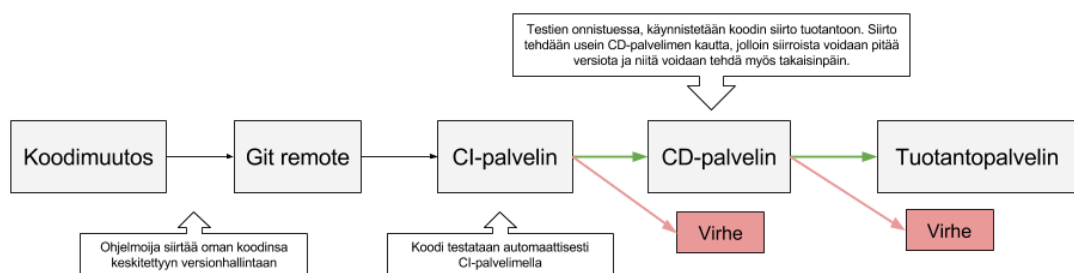 Testien onnistuessa, käynnistetään koodin siirto tuotantoon. Siirto
tehdään usein CD-palvelimen kautta, jolloin siirroista voidaan pitää
versiota ja niitä voidaan tehdä myös takaisinpäin.
Koodimuutos
Git remote
CI-palvelin
CD-palvelin
Tuotantopalvelin
Virhe
Virhe
Ohjelmoija siirtää oman koodinsa
keskitettyyn versionhallintaan
Koodi testataan automaattisesti
CI-palvelimella